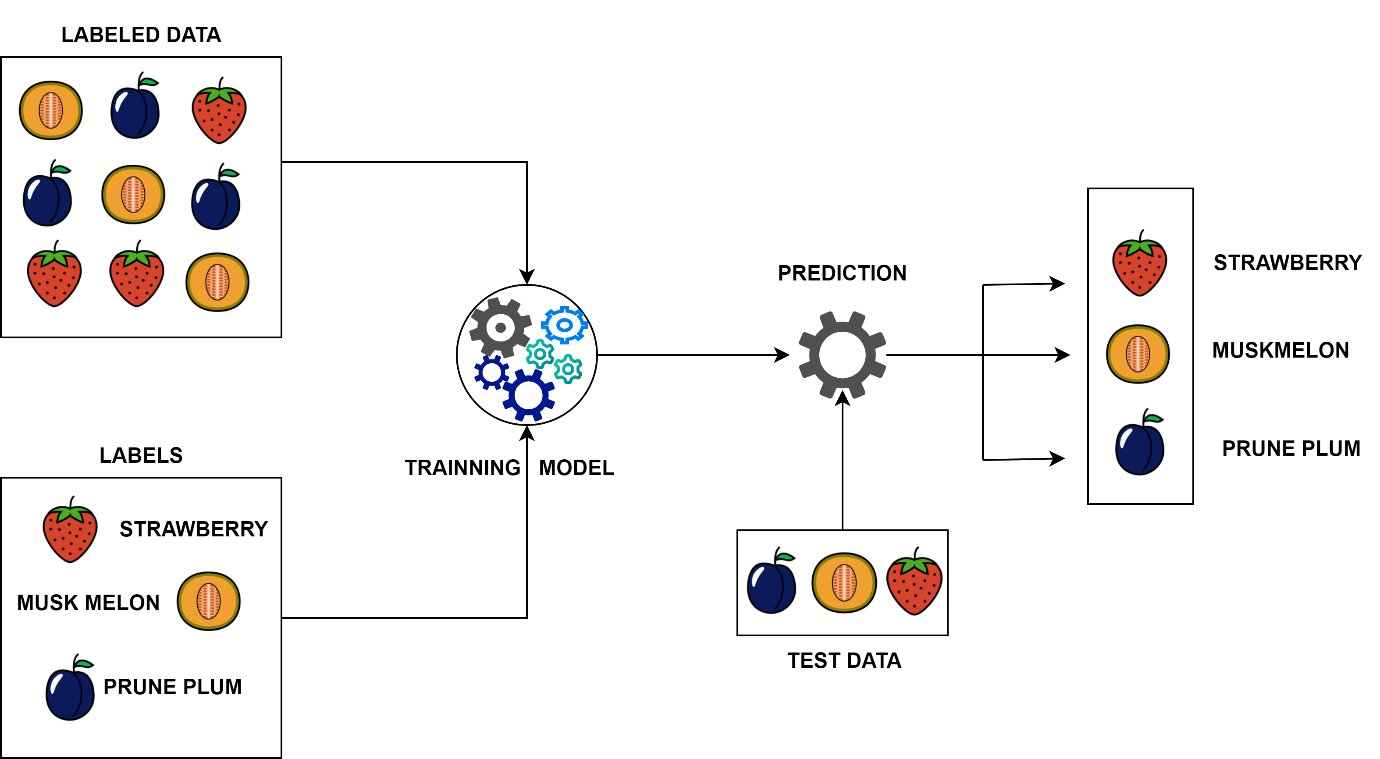 LABELED DATA
LABELS
STRAWBERRY
MUSK MELON
PRUNE PLUM
TRAINNING MODEL
PREDICTION
TEST DATA
STRAWBERRY
MUSKMELON
PRUNE PLUM